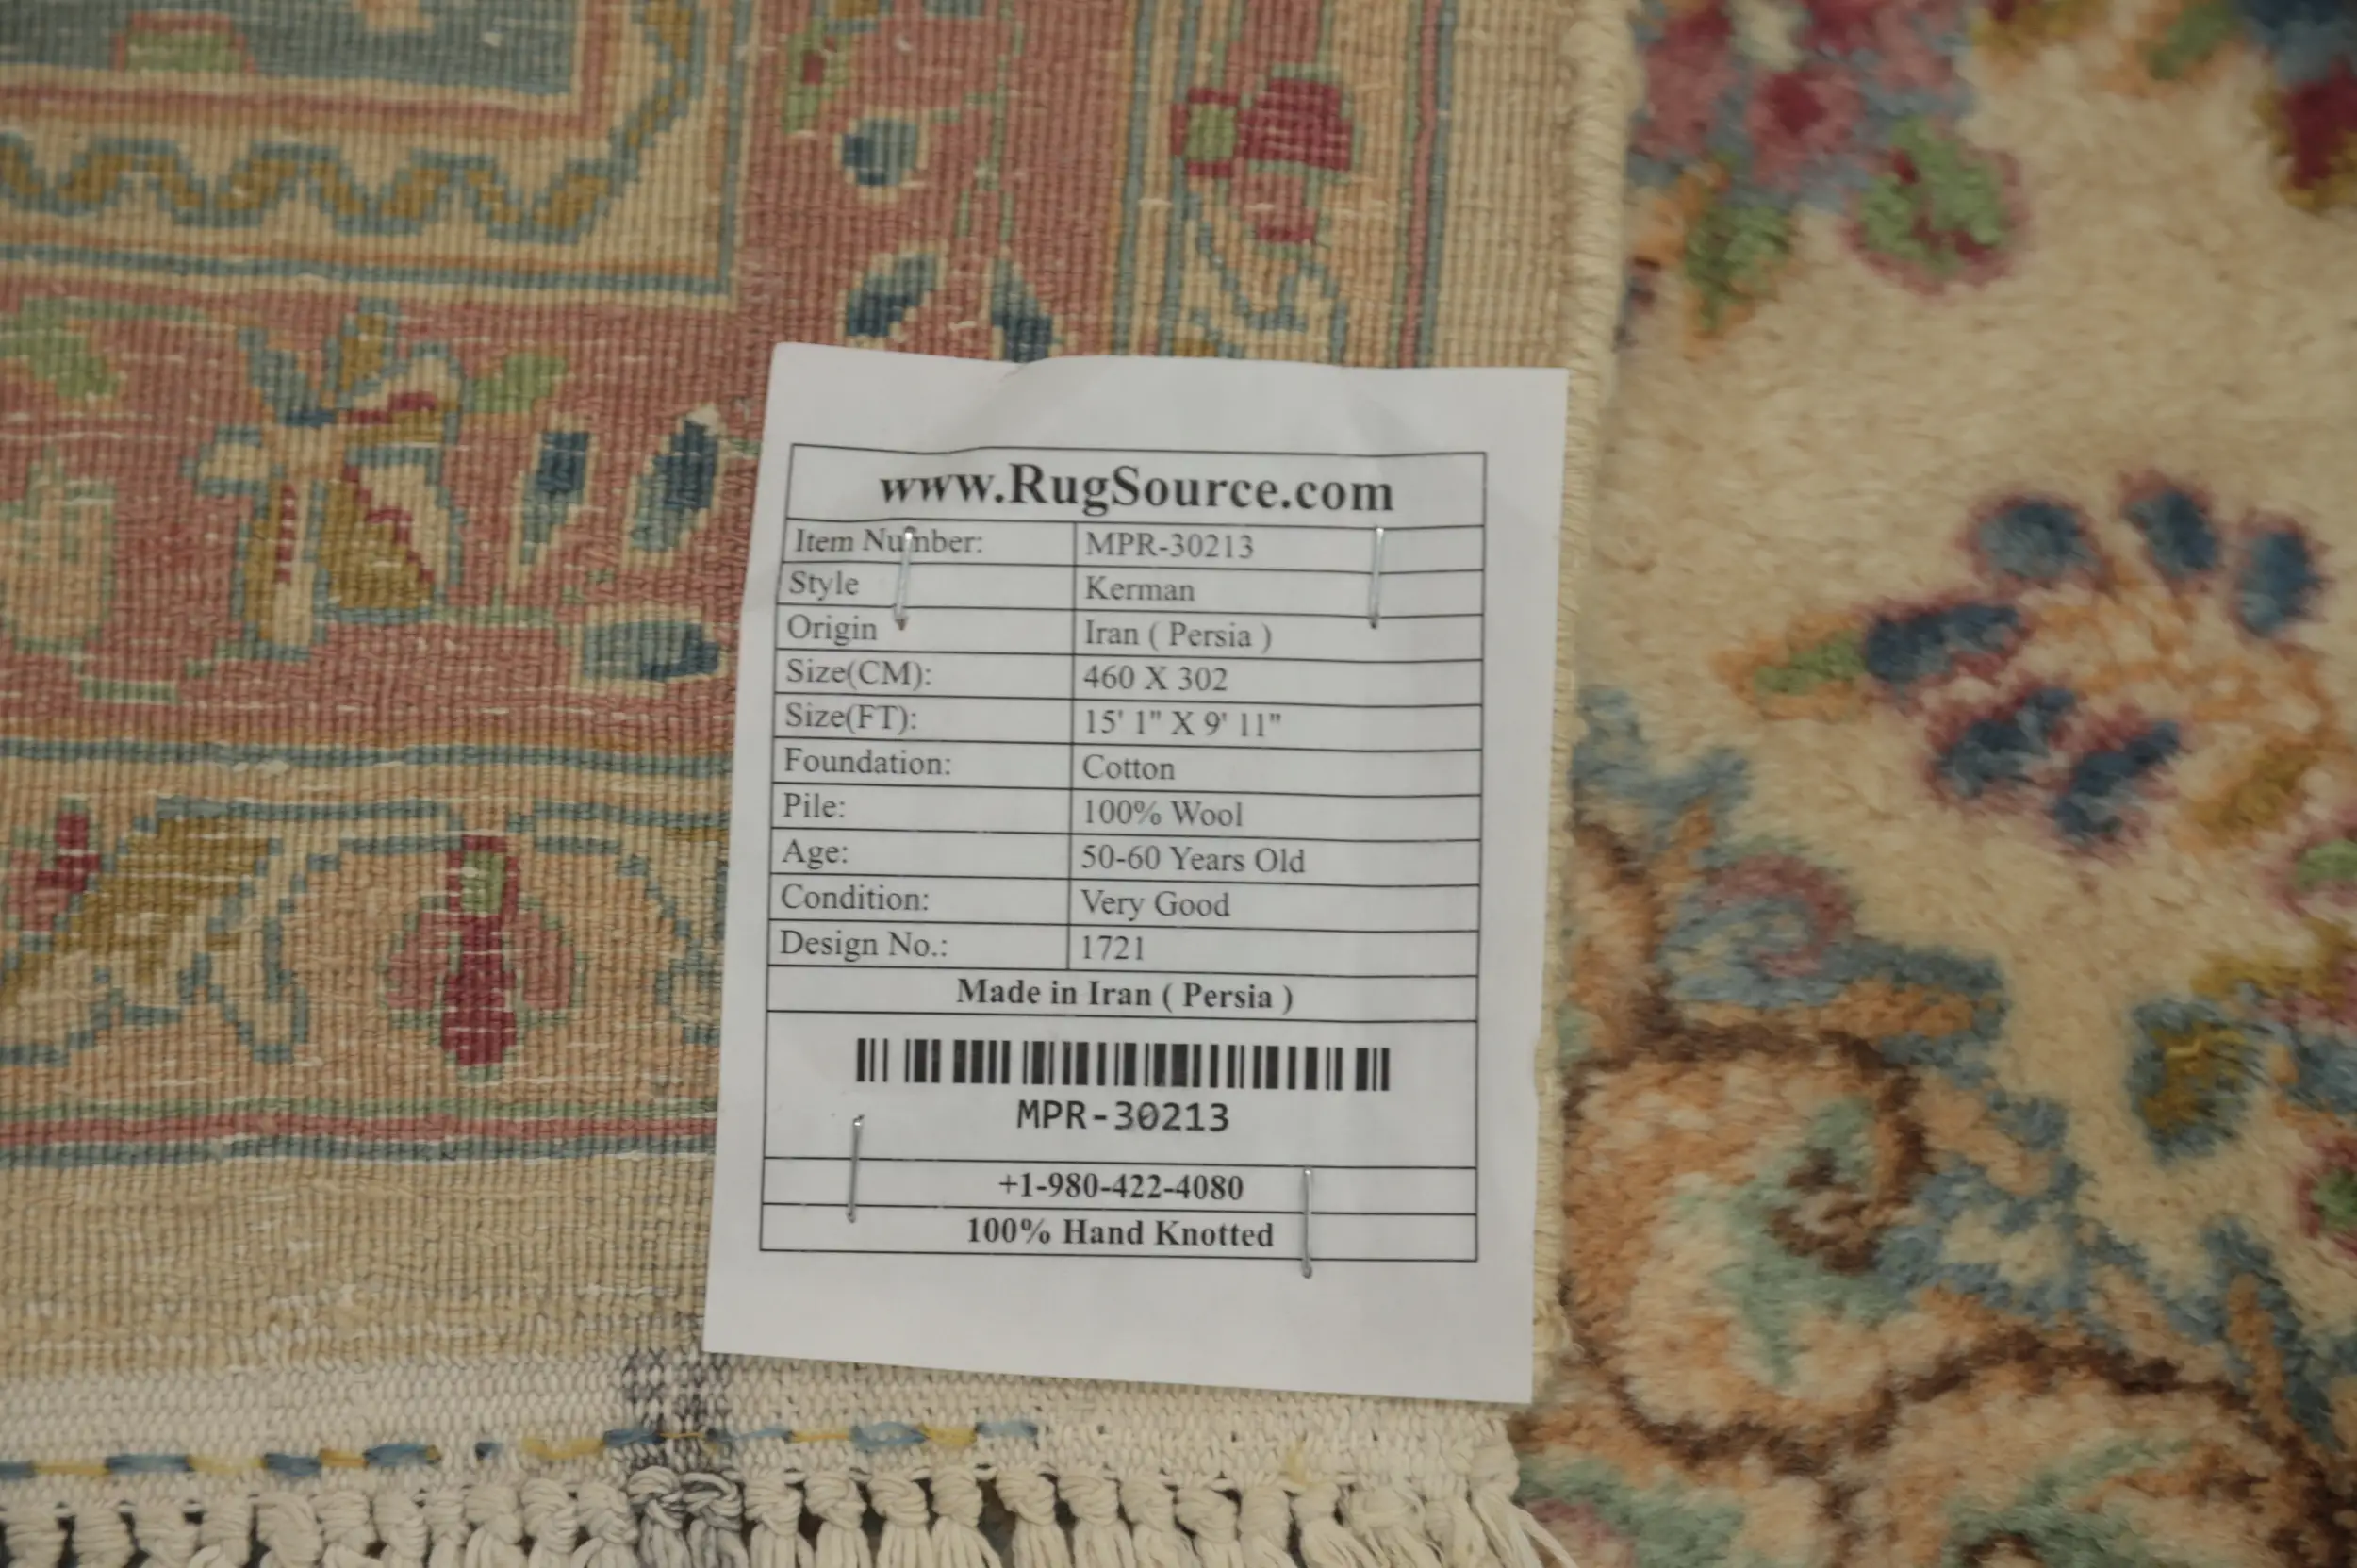 www.RugSource.com
Item Number: MPR-30213
Style Kerman
Origin Iran ( Persia )
Size(CM): 460 X 302
Size(FT): 15' 1" X 9' 11"
Foundation: Cotton
Pile: 100% Wool
Age: 50-60 Years Old
Condition: Very Good
Design No.: 1721
Made in Iran ( Persia )
MPR-30213
+1-980-422-4080
100% Hand Knotted